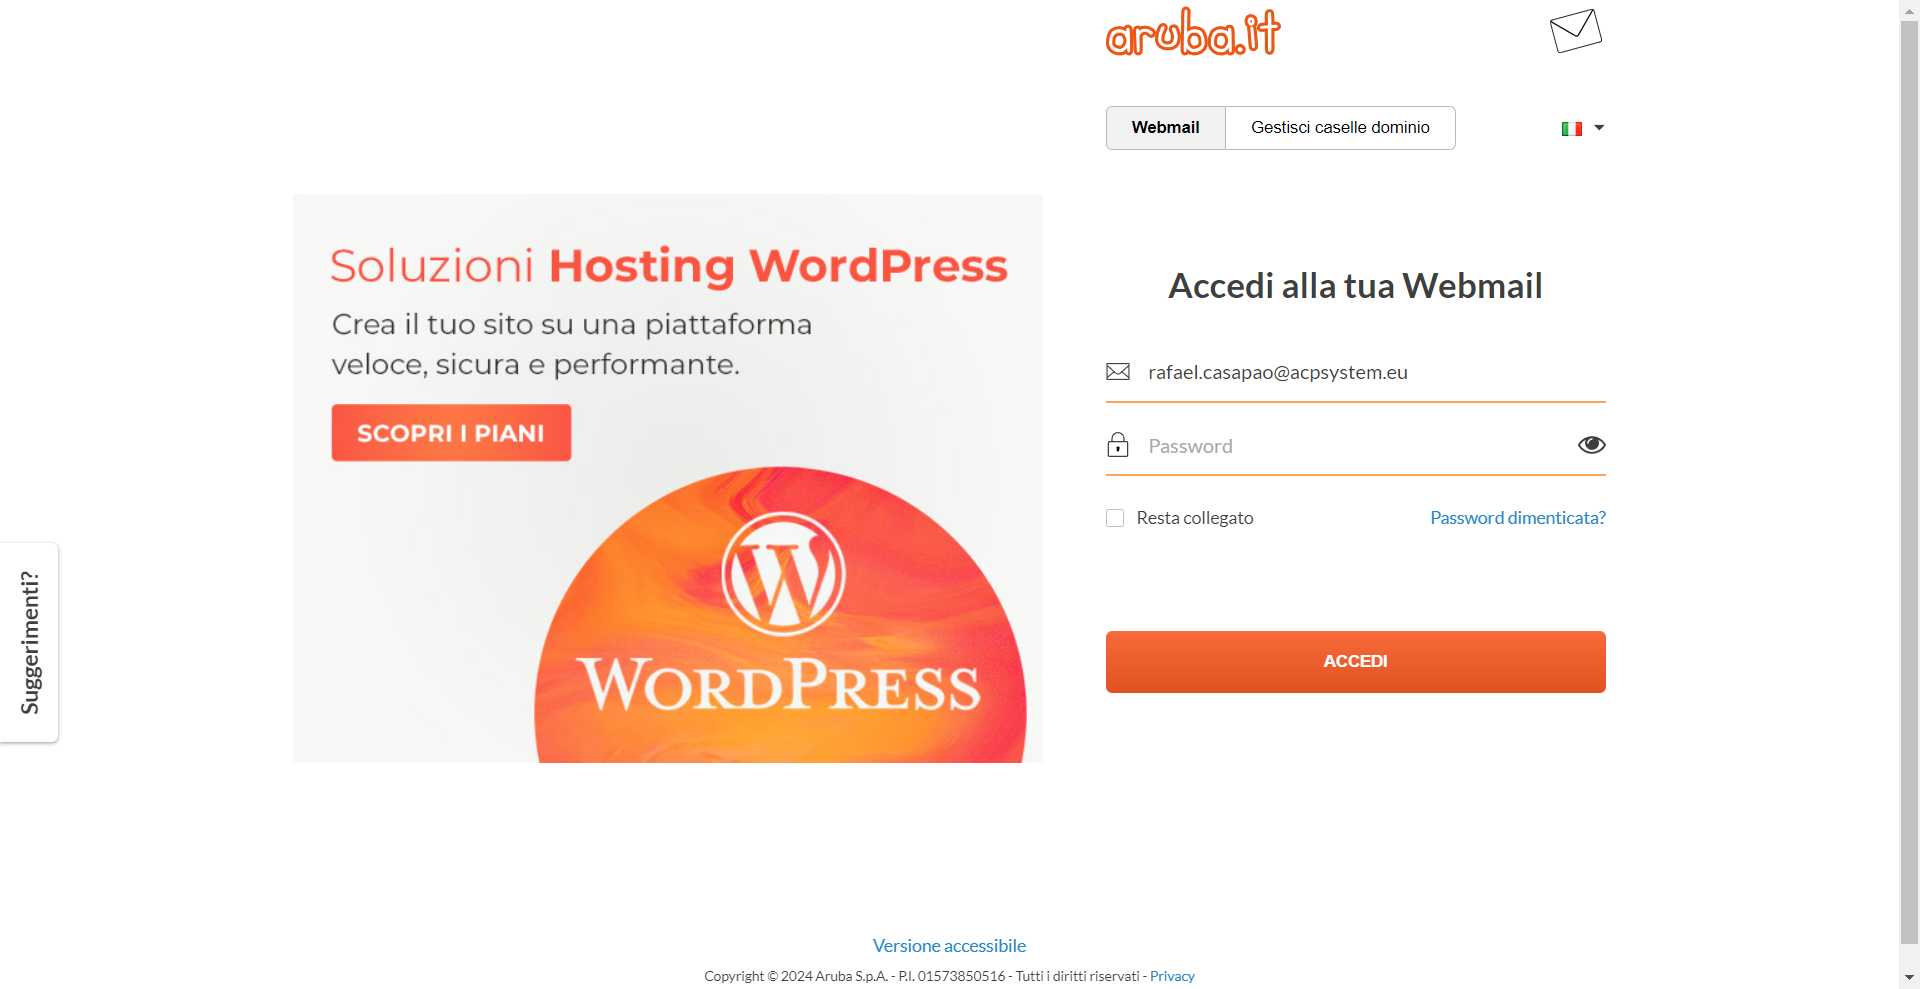 aruba.it
Webmail
Gestisci caselle dominio
Soluzioni Hosting WordPress
Crea il tuo sito su una piattaforma
veloce, sicura e performante.
SCOPRI I PIANI
W
WORDPRESS
Accedi alla tua Webmail
rafael.casapao@acpsystem.eu
Password
Resta collegato
Password dimenticata?
ACCEDI
Suggerimenti?
Versione accessibile
Copyright © 2024 Aruba S.p.A. - P.I. 01573850516 - Tutti i diritti riservati - Privacy